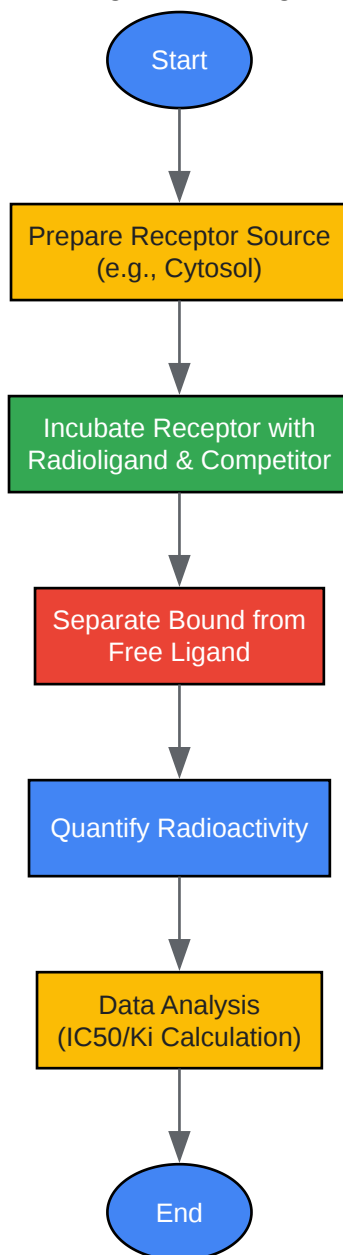 Start
Prepare Receptor Source
(e.g., Cytosol)
Incubate Receptor with
Radioligand & Competitor
Separate Bound from
Free Ligand
Quantify Radioactivity
Data Analysis
(IC50/Ki Calculation)
End